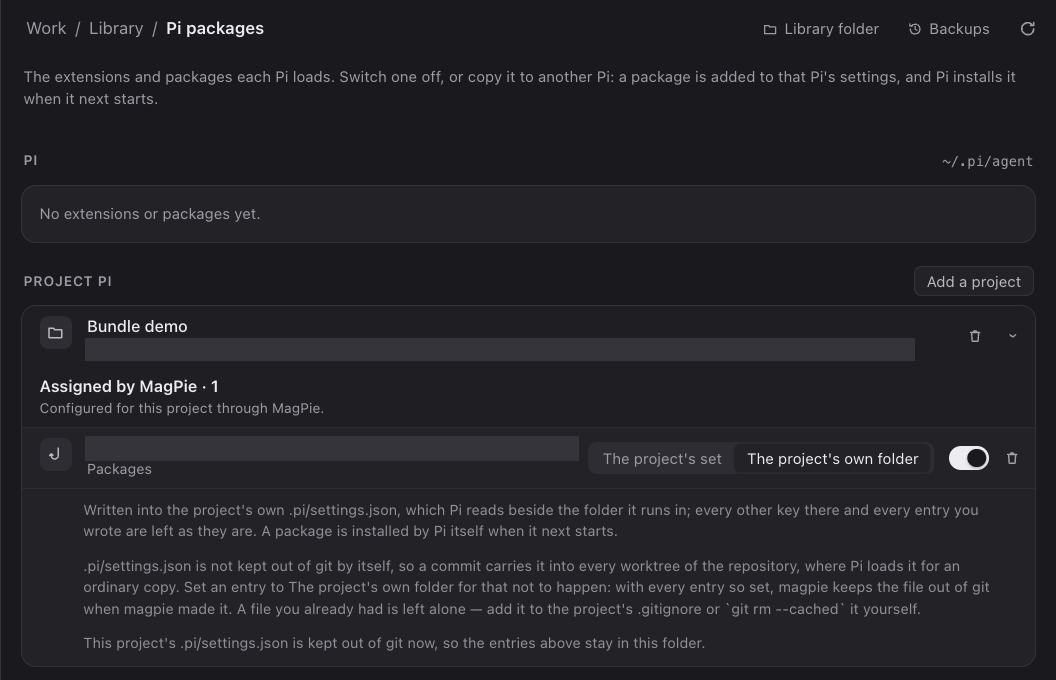 Work / Library / Pi packages
Library folder
Backups
The extensions and packages each Pi loads. Switch one off, or copy it to another Pi: a package is added to that Pi's settings, and Pi installs it
when it next starts.
PI
~/.pi/agent
No extensions or packages yet.
PROJECT PI
Add a project
Bundle demo
Assigned by MagPie · 1
Configured for this project through MagPie.
Packages
The project's set
The project's own folder
Written into the project's own .pi/settings.json, which Pi reads beside the folder it runs in; every other key there and every entry you
wrote are left as they are. A package is installed by Pi itself when it next starts.
.pi/settings.json is not kept out of git by itself, so a commit carries it into every worktree of the repository, where Pi loads it for an
ordinary copy. Set an entry to The project's own folder for that not to happen: with every entry so set, magpie keeps the file out of git
when magpie made it. A file you already had is left alone — add it to the project's .gitignore or `git rm --cached` it yourself.
This project's .pi/settings.json is kept out of git now, so the entries above stay in this folder.